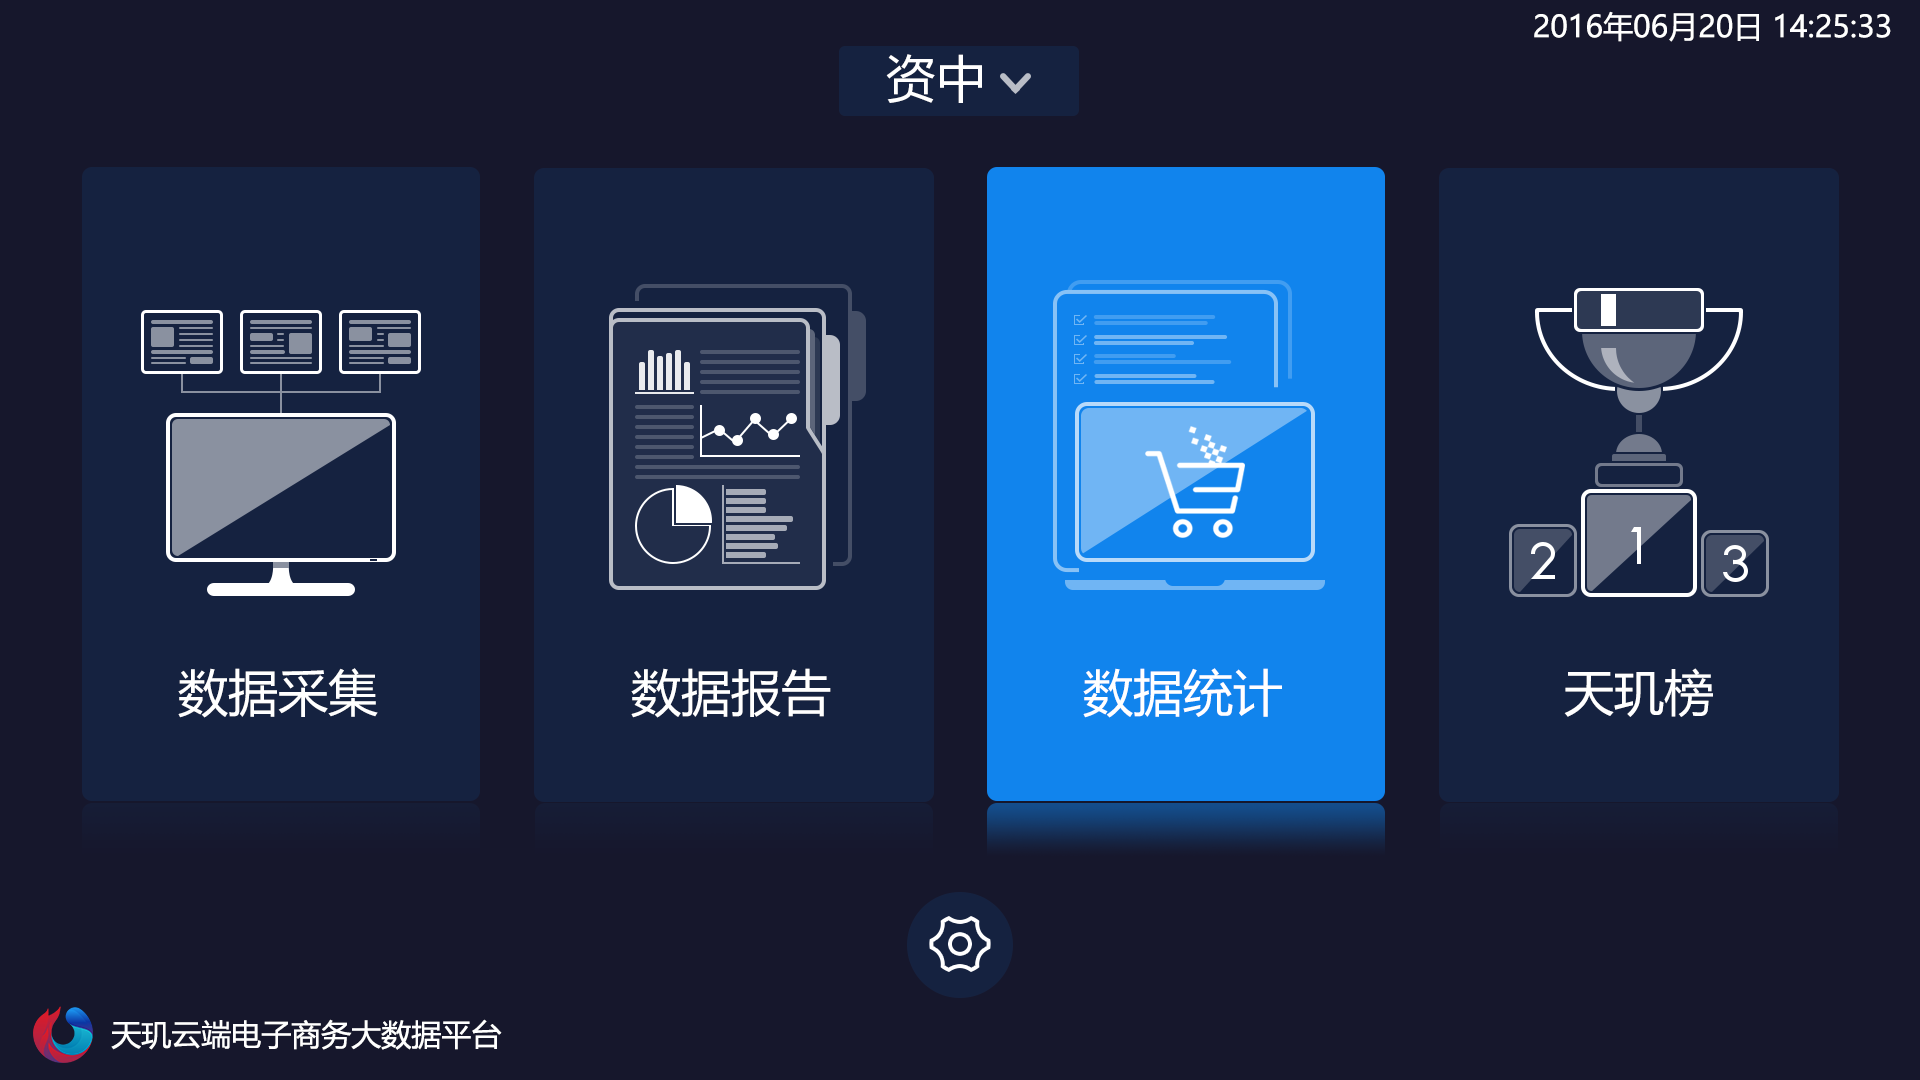 2016年06月20日 14:25:33
资中
数据采集
数据报告
数据统计
天玑榜
2
1
3
天玑云端电子商务大数据平台